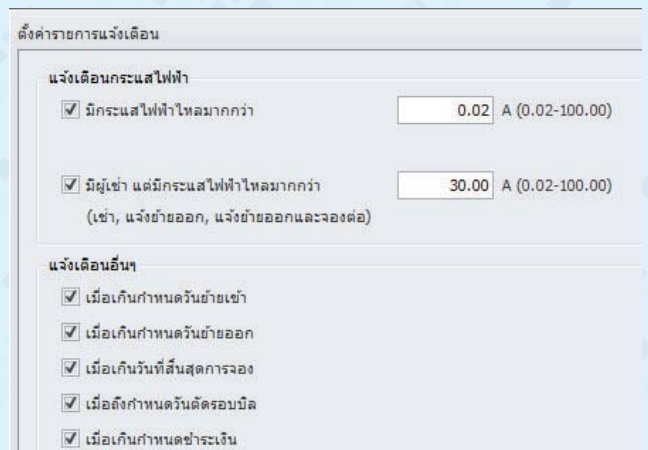 ตั้งค่ารายการแจ้งเตือน
แจ้งเตือนกระแสไฟฟ้า
มีกระแสไฟฟ้าไหลมากกว่า 0.02 A (0.02-100.00)
มีผู้เช่า แต่มีกระแสไฟฟ้าไหลมากกว่า 30.00 A (0.02-100.00)
(เช่า, แจ้งย้ายออก, แจ้งย้ายออกและจองต่อ)
แจ้งเตือนอื่นๆ
เมื่อเกินกำหนดวันย้ายเข้า
เมื่อเกินกำหนดวันย้ายออก
เมื่อเกินวันที่สิ้นสุดการจอง
เมื่อถึงกำหนดวันตัดรอบบิล
เมื่อเกินกำหนดชำระเงิน